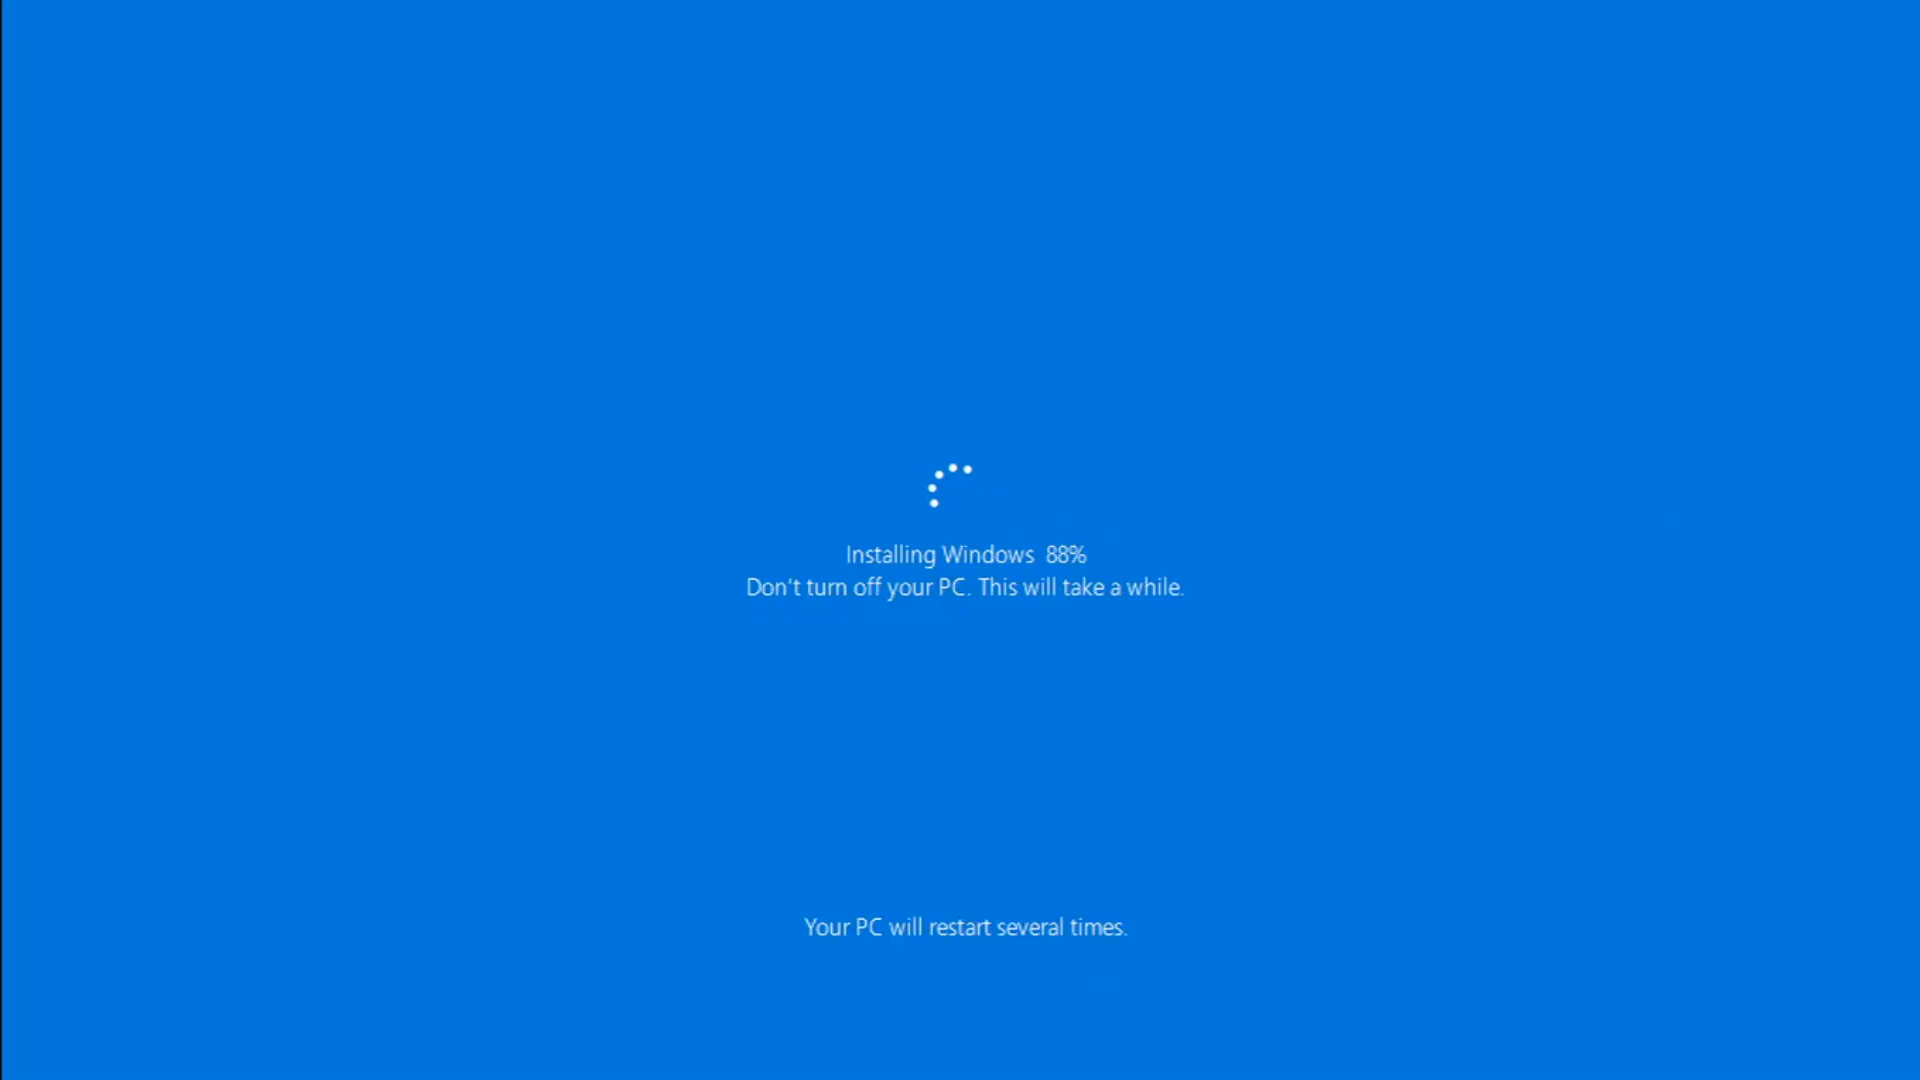 Installing Windows  88%
Don't turn off your PC. This will take a while.
Your PC will restart several times.